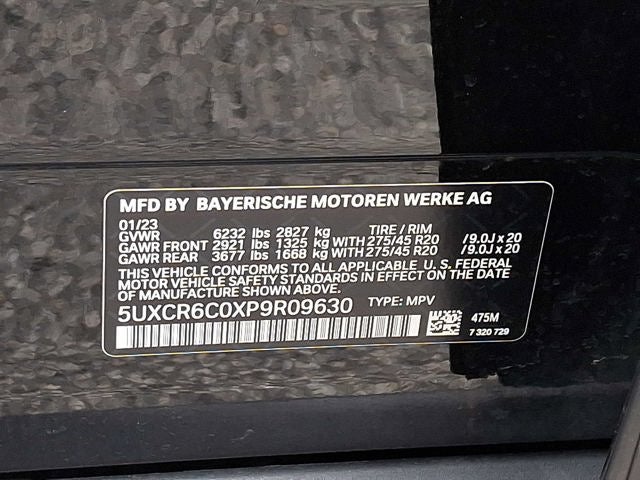 MFD BY BAYERISCHE MOTOREN WERKE AG
01/23
GVWR 6232 lbs 2827 kg TIRE / RIM
GAWR FRONT 2921 lbs 1325 kg WITH 275/45 R20 / 9.0J x 20
GAWR REAR 3677 lbs 1668 kg WITH 275/45 R20 / 9.0J x 20
THIS VEHICLE CONFORMS TO ALL APPLICABLE U.S. FEDERAL
MOTOR VEHICLE SAFETY STANDARDS IN EFFECT ON THE DATE
OF MANUFACTURE SHOWN ABOVE.
5UXCR6C0XP9R09630 TYPE: MPV
475M
7 320 729